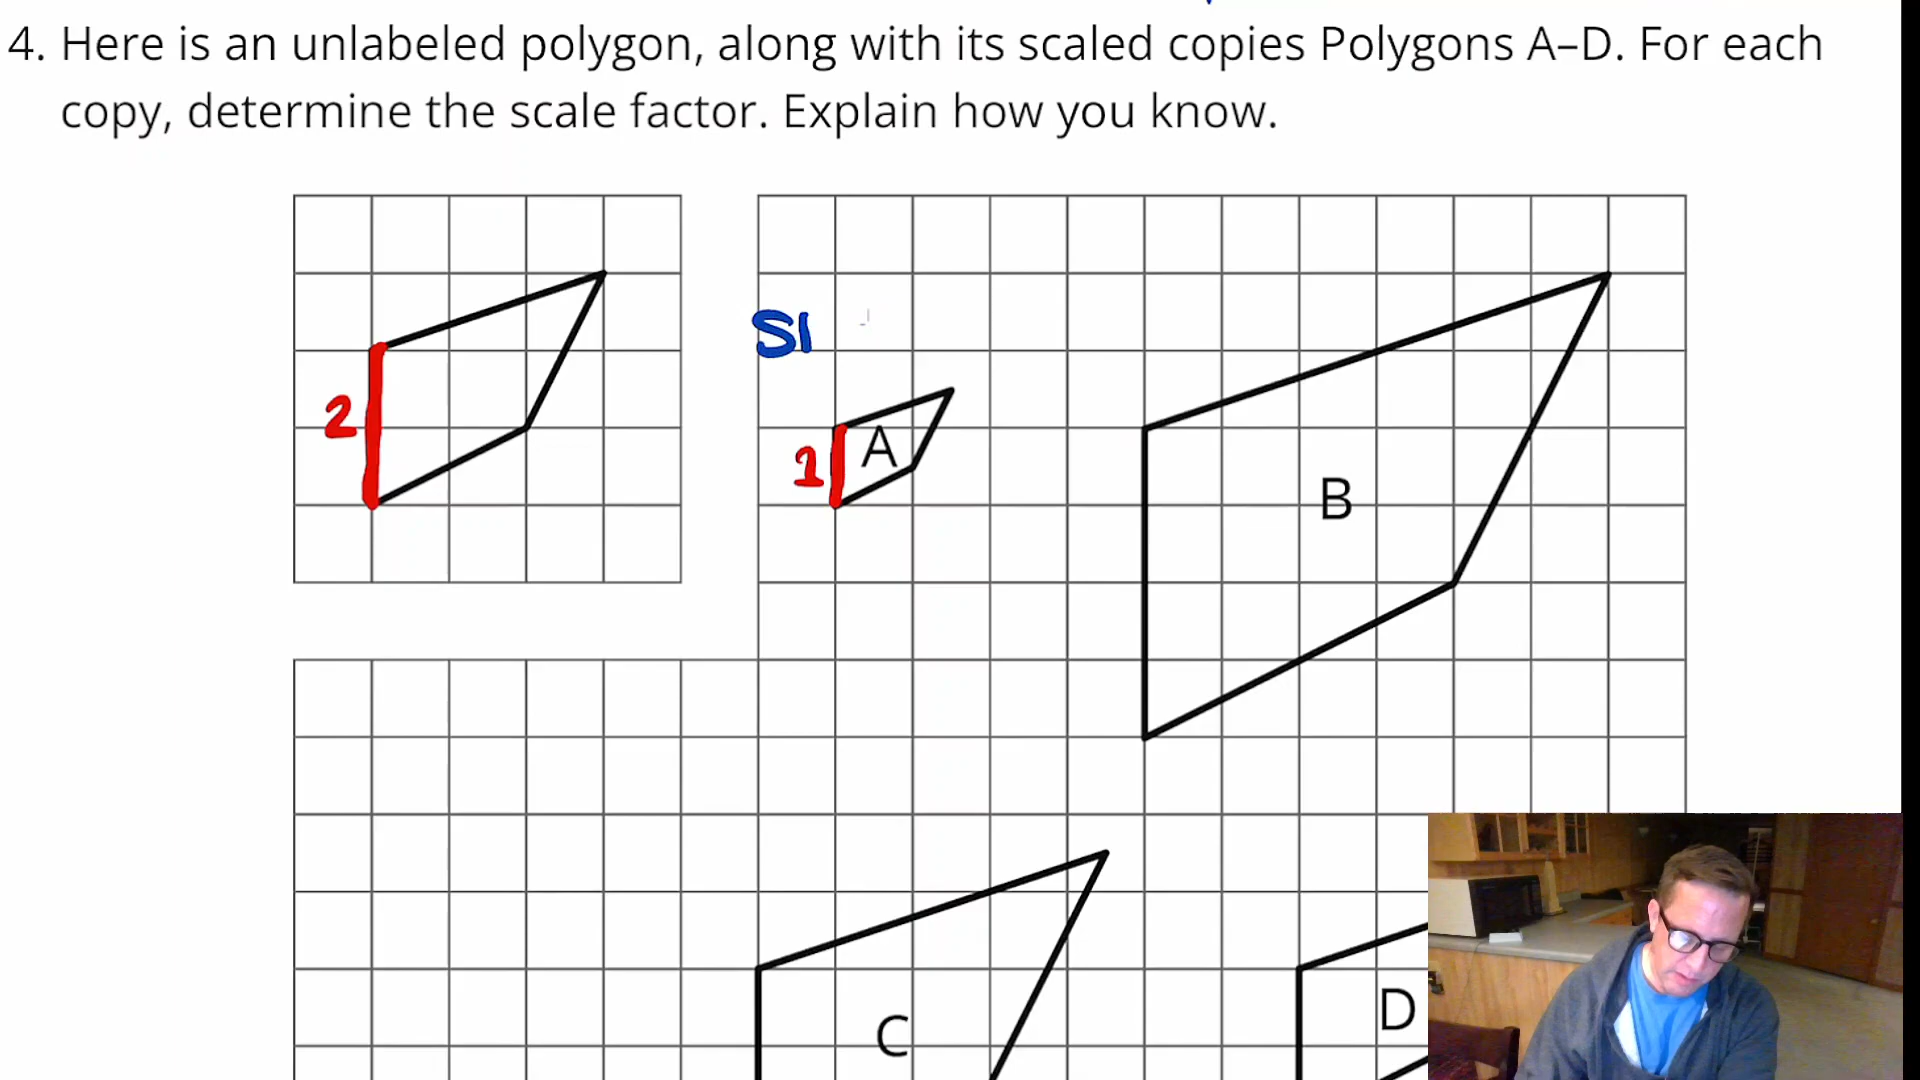 4. Here is an unlabeled polygon, along with its scaled copies Polygons A–D. For each
copy, determine the scale factor. Explain how you know.
SI
2
1
A
B
C
D